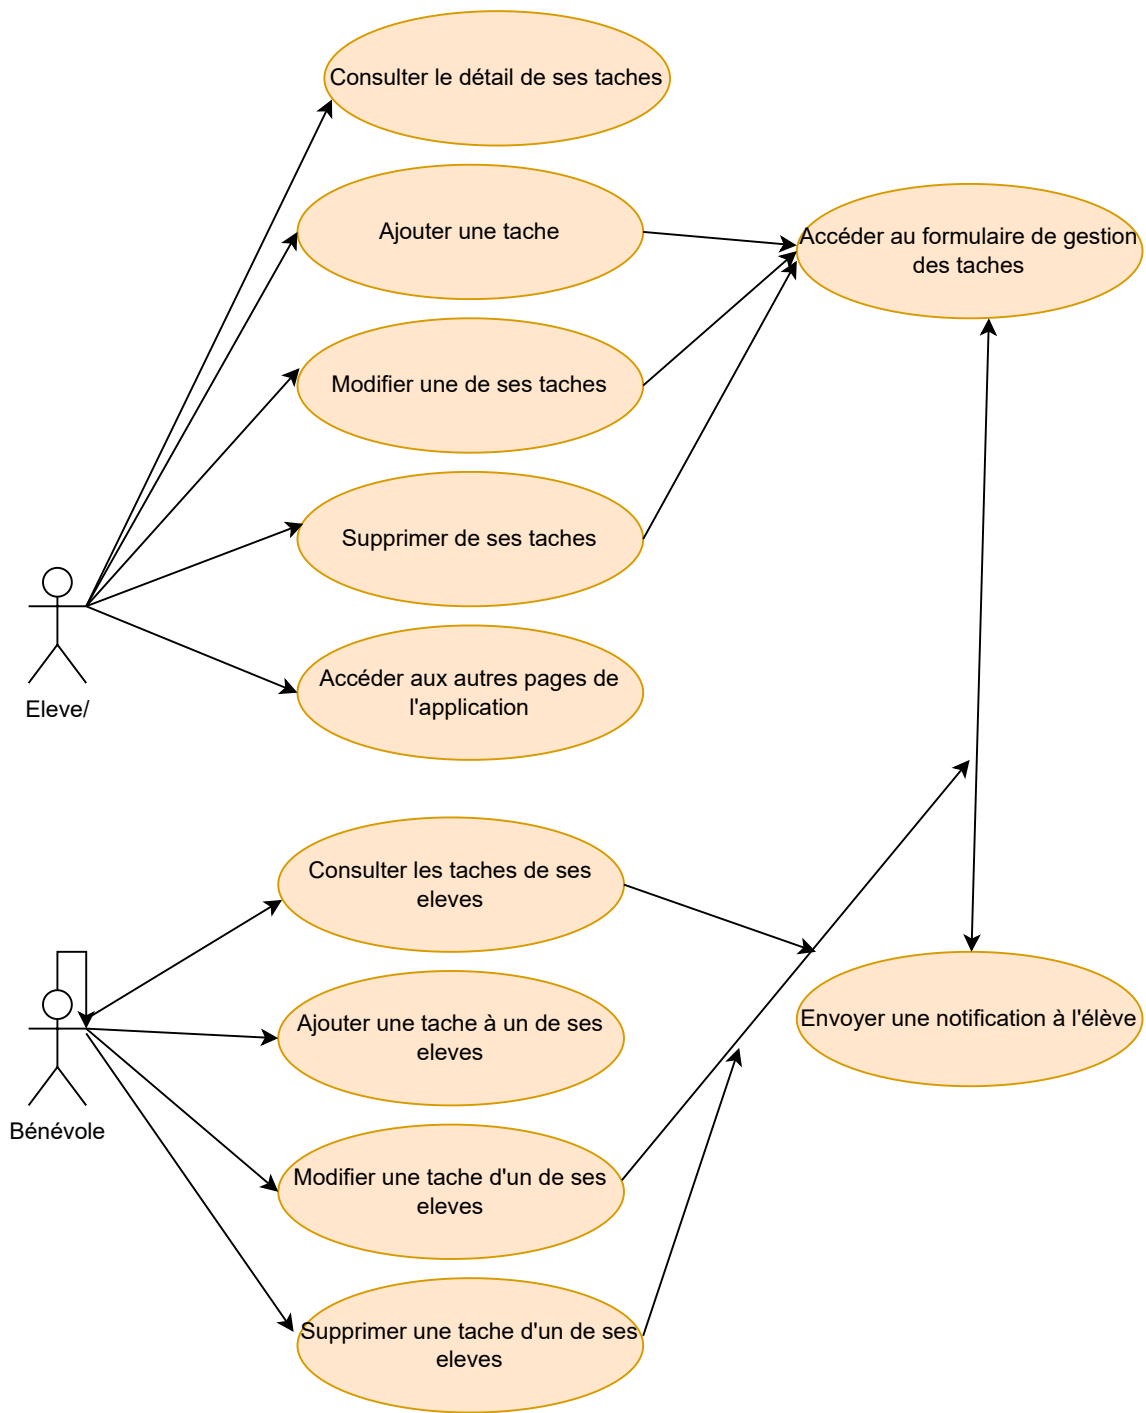 Consulter le détail de ses taches
Ajouter une tache
Accéder au formulaire de gestion
des taches
Modifier une de ses taches
Supprimer de ses taches
Accéder aux autres pages de
l'application
Eleve/
Consulter les taches de ses
eleves
Ajouter une tache à un de ses
eleves
Envoyer une notification à l'élève
Bénévole
Modifier une tache d'un de ses
eleves
Supprimer une tache d'un de ses
eleves